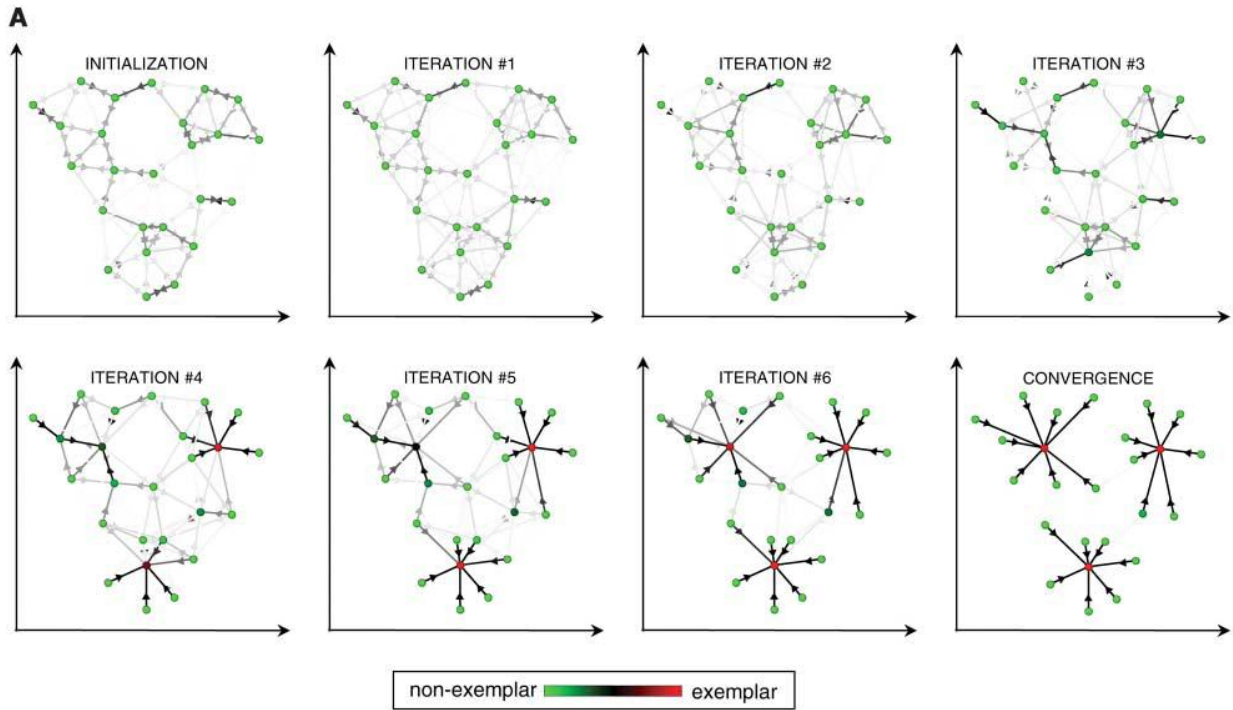 A
INITIALIZATION
ITERATION #1
ITERATION #2
ITERATION #3
ITERATION #4
ITERATION #5
ITERATION #6
CONVERGENCE
non-exemplar
exemplar